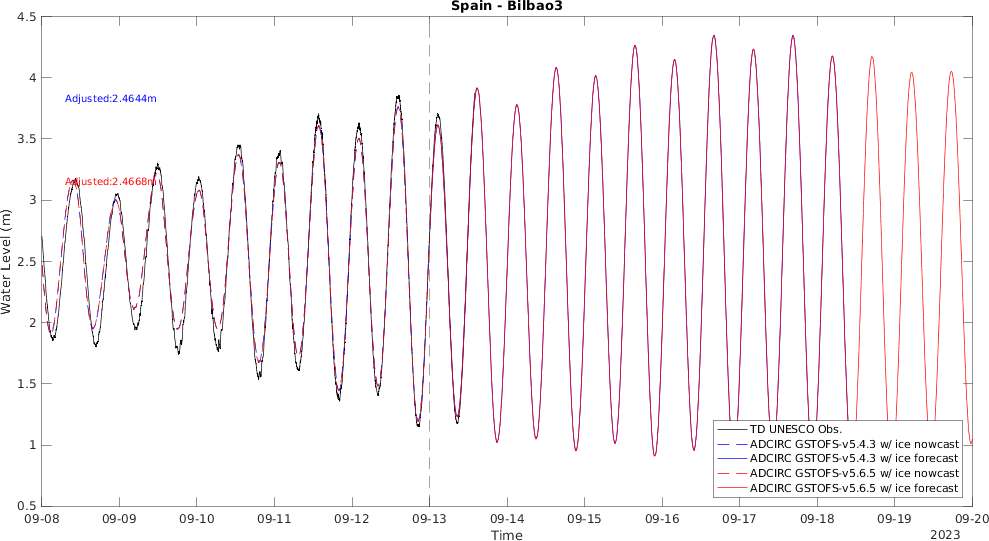 Spain - Bilbao3
4.5
4
3.5
3
2.5
2
1.5
1
0.5
Water Level (m)
Adjusted:2.4644m
Adjusted:2.4668m
TD UNESCO Obs.
ADCIRC GSTOFS-v5.4.3 w/ ice nowcast
ADCIRC GSTOFS-v5.4.3 w/ ice forecast
ADCIRC GSTOFS-v5.6.5 w/ ice nowcast
ADCIRC GSTOFS-v5.6.5 w/ ice forecast
09-08 09-09 09-10 09-11 09-12 09-13 09-14 09-15 09-16 09-17 09-18 09-19 09-20
Time
2023